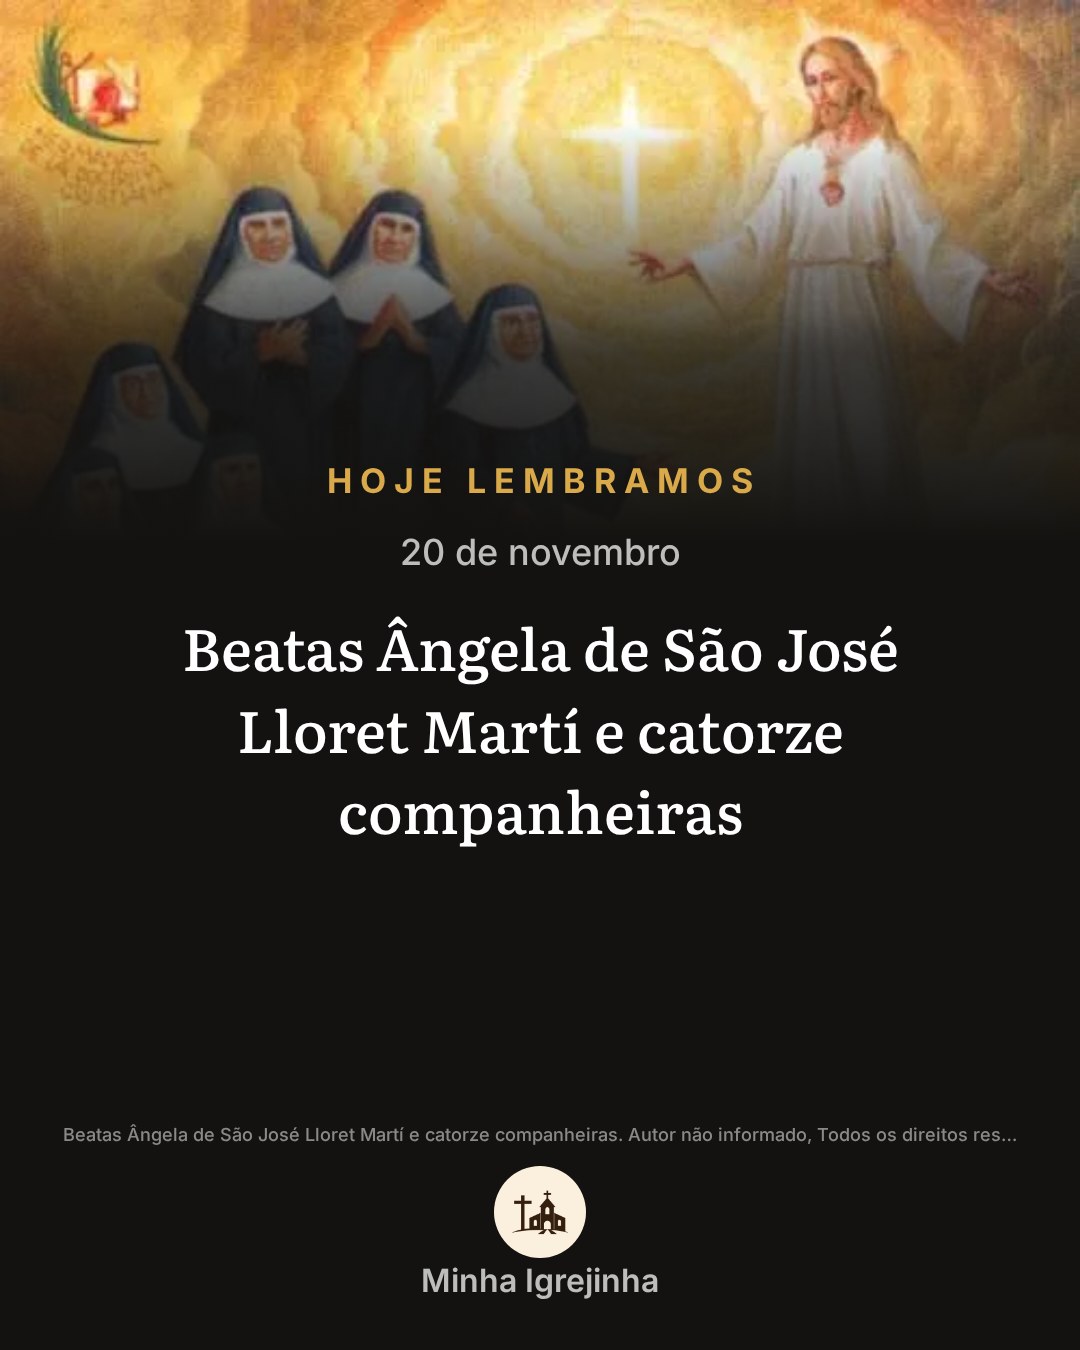 HOJE LEMBRAMOS
20 de novembro
Beatas Ângela de São José
Lloret Martí e catorze
companheiras
Beatas Ângela de São José Lloret Martí e catorze companheiras. Autor não informado, Todos os direitos res...
Minha Igrejinha